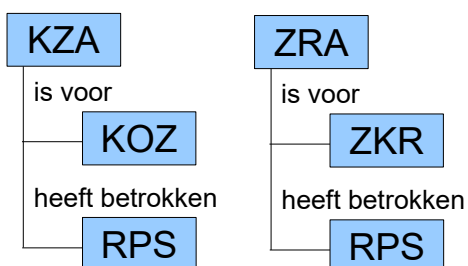 KZA
is voor
KOZ
heeft betrokken
RPS
ZRA
is voor
ZKR
heeft betrokken
RPS